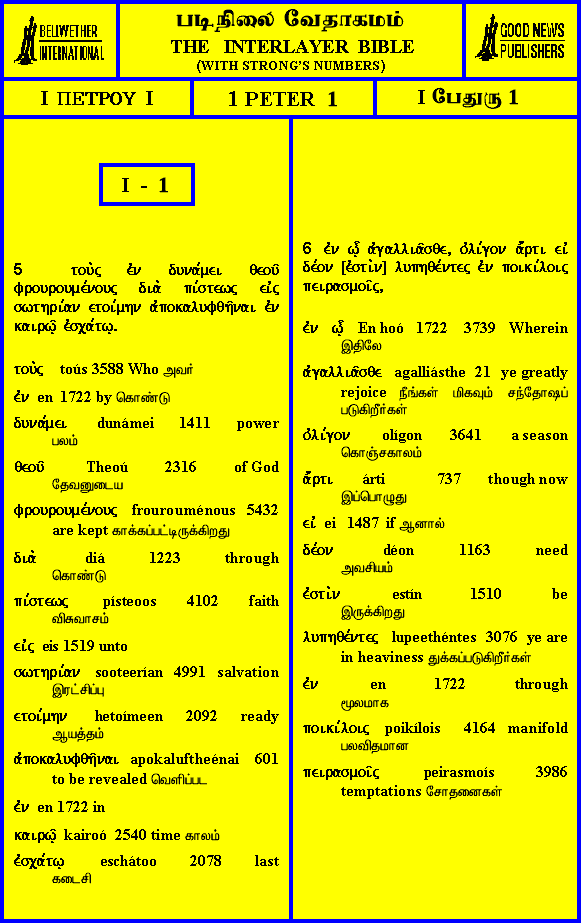 BELLWETHER
INTERNATIONAL
படிநிலை வேதாகமம்
THE INTERLAYER BIBLE
(WITH STRONG'S NUMBERS)
GOOD NEWS
PUBLISHERS
I ΠΕΤΡΟΥ I
1 PETER 1
I பேதுரு 1
I - 1
5 τοὺς ἐν δυνάμει θεοῦ
φρουρουμένους διὰ πίστεως εἰς
σωτηρίαν ετοίμην ἀποκαλυφθῆναι ἐν
καιρῷ ἐσχάτῳ.
τοὺς toús 3588 Who அவர்
ἐν en 1722 by கொண்டு
δυνάμει dunámei 1411 power
பலம்
θεοῦ Theoú 2316 of God
தேவனுடைய
φρουρουμένους frourouménous 5432
are kept காக்கப்பட்டிருக்கிறது
διὰ diá 1223 through
கொண்டு
πίστεως písteoos 4102 faith
விசுவாசம்
εἰς eis 1519 unto
σωτηρίαν sooteerían 4991 salvation
இரட்சிப்பு
ετοίμην hetoímeen 2092 ready
ஆயத்தம்
ἀποκαλυφθῆναι apokaluftheénai 601
to be revealed வெளிப்பட
ἐν en 1722 in
καιρῷ kairoó 2540 time காலம்
ἐσχάτῳ eschátoo 2078 last
கடைசி
6 ἐν ᾧ ἀγαλλιᾶσθε, ὀλίγον ἄρτι εἰ
δέον [ἐστὶν] λυπηθέντες ἐν ποικίλοις
πειρασμοῖς,
ἐν ᾧ En hoó 1722 3739 Wherein
இதிலே
ἀγαλλιᾶσθε agalliásthe 21 ye greatly
rejoice நீங்கள் மிகவும் சந்தோஷப்
படுகிறீர்கள்
ὀλίγον olígon 3641 a season
கொஞ்சகாலம்
ἄρτι árti 737 though now
இப்பொழுது
εἰ ei 1487 if ஆனால்
δέον déon 1163 need
அவசியம்
ἐστὶν estín 1510 be
இருக்கிறது
λυπηθέντες lupeethéntes 3076 ye are
in heaviness துக்கப்படுகிறீர்கள்
ἐν en 1722 through
மூலமாக
ποικίλοις poikílois 4164 manifold
பலவிதமான
πειρασμοῖς peirasmoís 3986
temptations சோதனைகள்